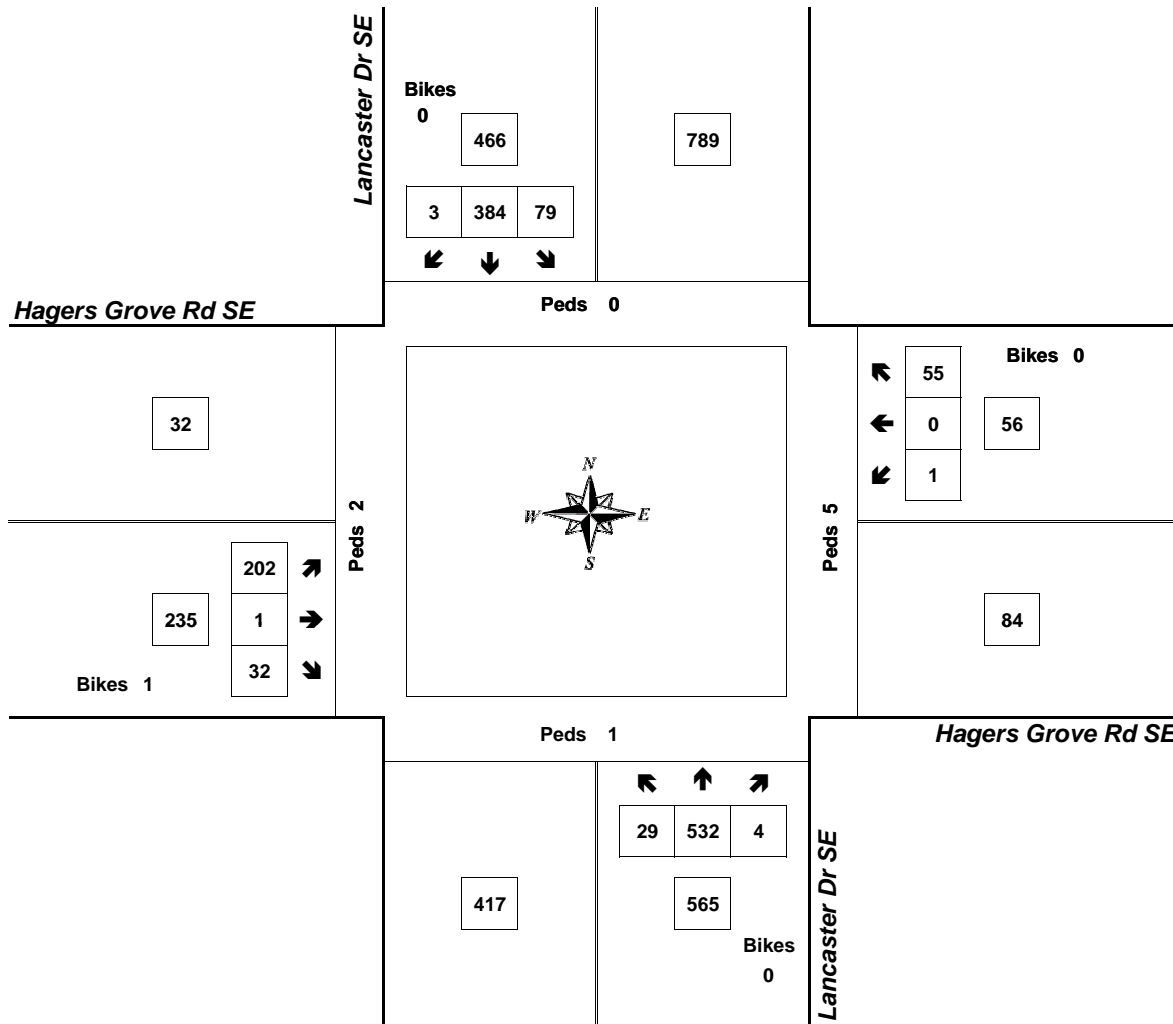 Lancaster Dr SE
Bikes
0
466
789
3 384 79
Peds 0
Hagers Grove Rd SE
Bikes 0
55
32
0
56
1
N
W E
S
Peds 2
Peds 5
202
235
1
84
32
Bikes 1
Peds 1
Hagers Grove Rd SE
29 532 4
417
565
Bikes
0
Lancaster Dr SE